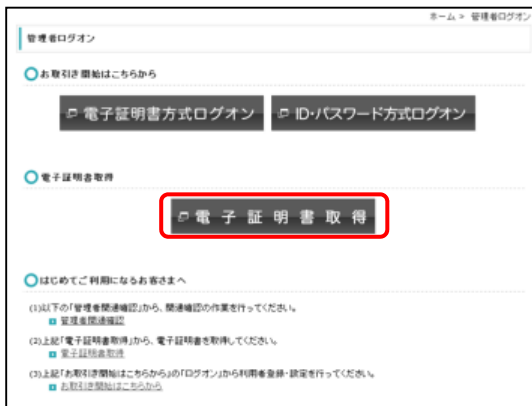 ホーム > 管理者ログオン
管理者ログオン
お取引き開始はこちらから
電子証明書方式ログオン ID・パスワード方式ログオン
電子証明書取得
電子証明書取得
はじめてご利用になるお客さまへ
(1)以下の「管理者関連確認」から、関連確認の作業を行ってください。
管理者関連確認
(2)上記「電子証明書取得」から、電子証明書を取得してください。
電子証明書取得
(3)上記「お取引き開始はこちらから」の「ログオン」から利用者登録・設定を行ってください。
お取引き開始はこちらから